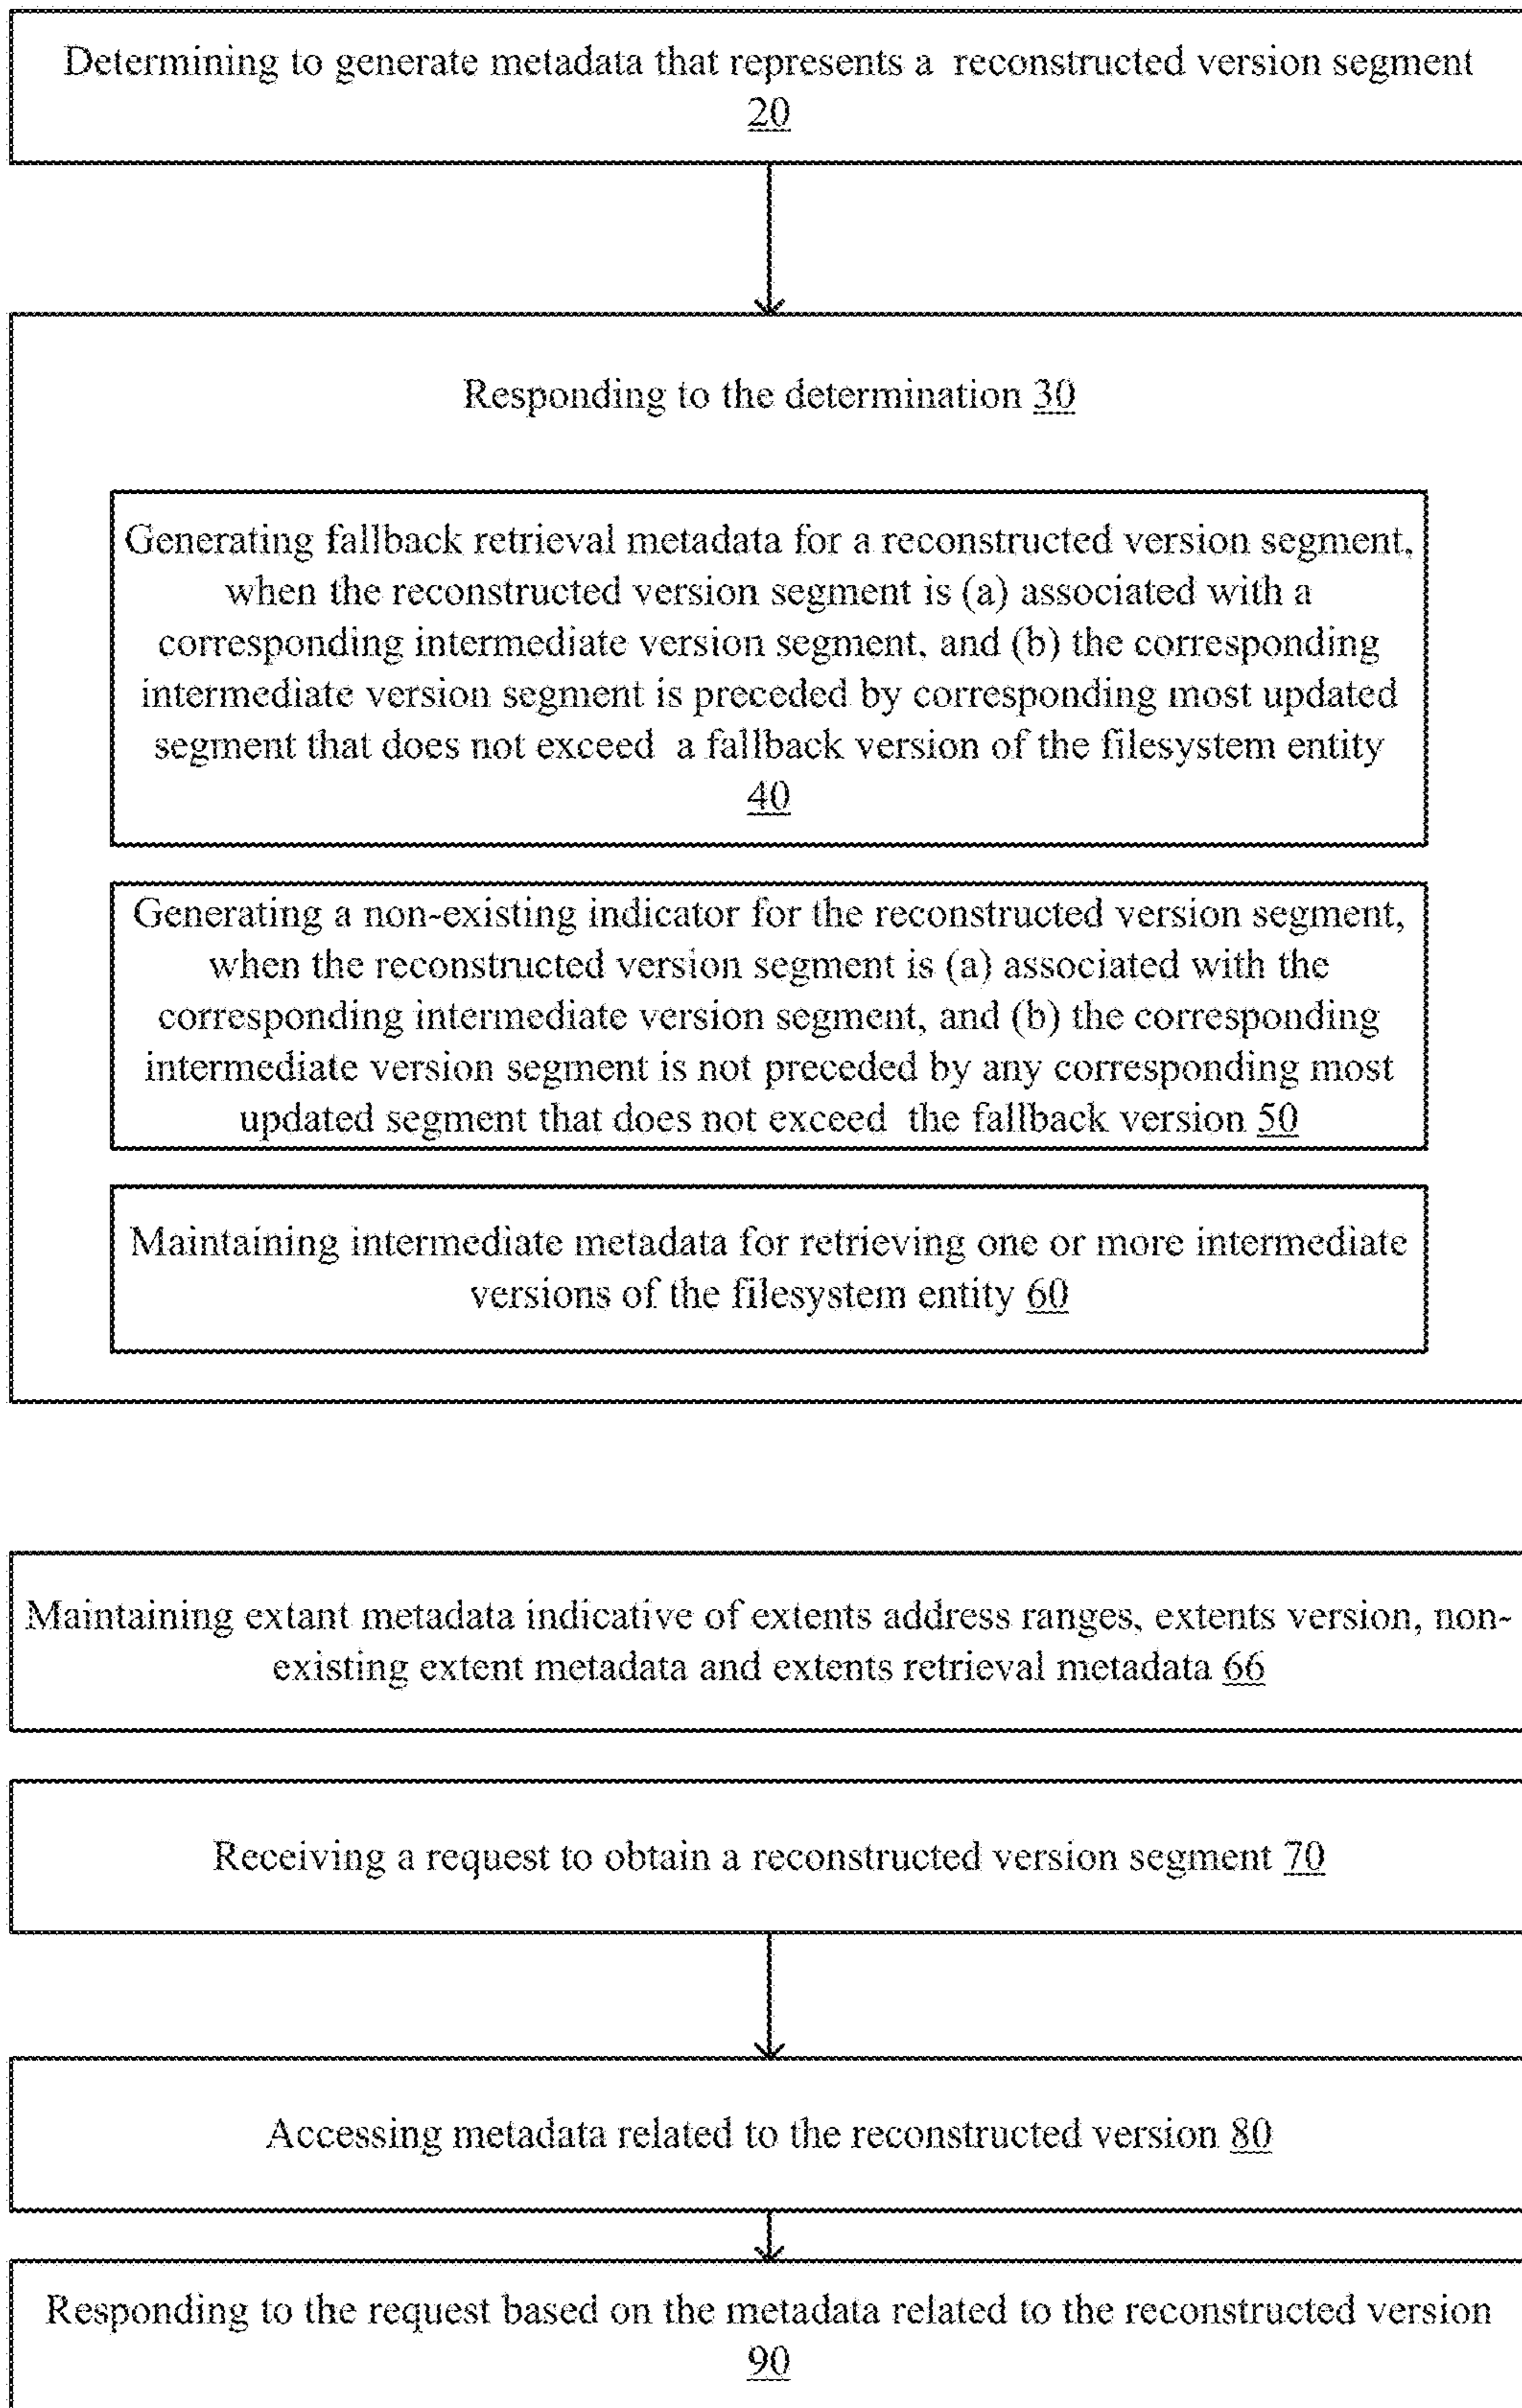 Determining to generate metadata that represents a reconstructed version segment
20
Responding to the determination 30
Generating fallback retrieval metadata for a reconstructed version segment,
when the reconstructed version segment is (a) associated with a
corresponding intermediate version segment, and (b) the corresponding
intermediate version segment is preceded by corresponding most updated
segment that does not exceed a fallback version of the filesystem entity
40
Generating a non-existing indicator for the reconstructed version segment,
when the reconstructed version segment is (a) associated with the
corresponding intermediate version segment, and (b) the corresponding
intermediate version segment is not preceded by any corresponding most
updated segment that does not exceed the fallback version 50
Maintaining intermediate metadata for retrieving one or more intermediate
versions of the filesystem entity 60
Maintaining extant metadata indicative of extents address ranges, extents version, non-
existing extent metadata and extents retrieval metadata 66
Receiving a request to obtain a reconstructed version segment 70
Accessing metadata related to the reconstructed version 80
Responding to the request based on the metadata related to the reconstructed version
90